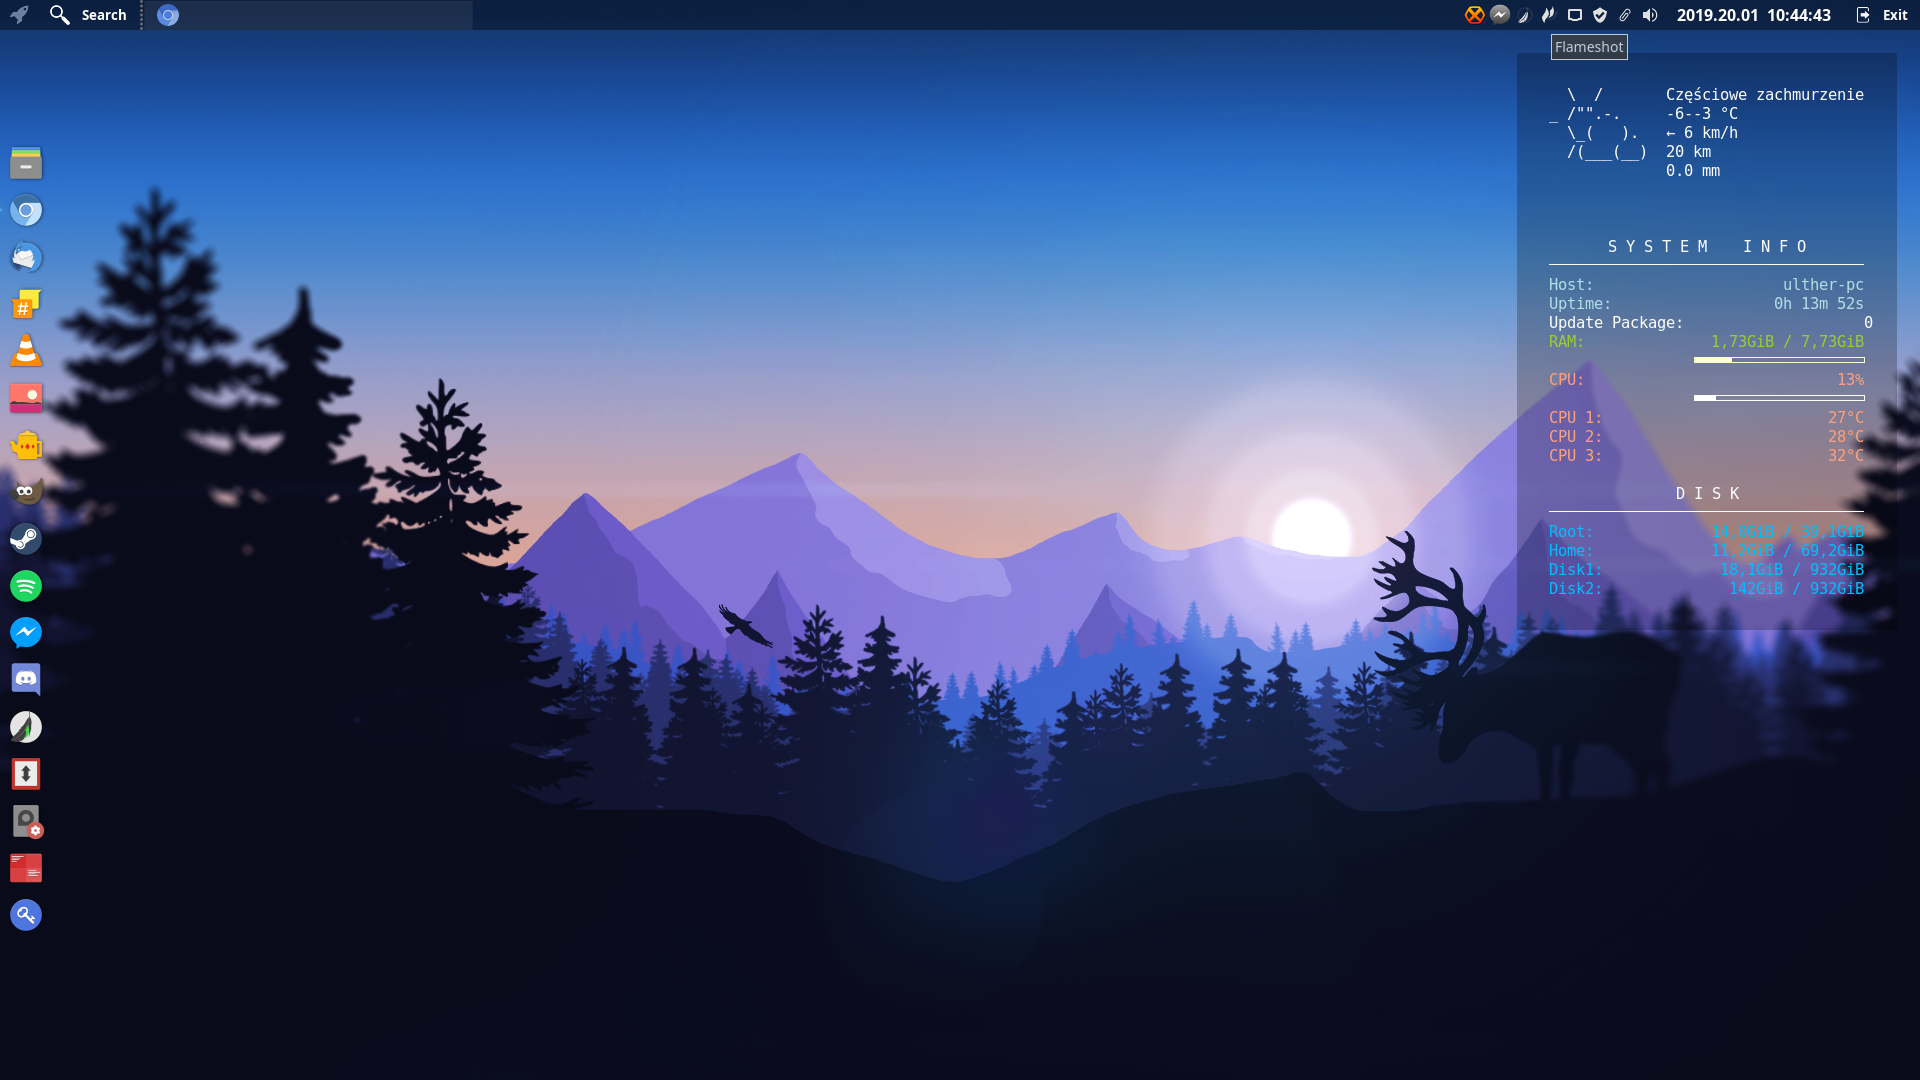 Search
2019.20.01 10:44:43
Exit
Flameshot
\ / Częściowe zachmurzenie
_ /"".-. -6--3 °C
\_( ). ← 6 km/h
/(___(__) 20 km
0.0 mm
SYSTEM INFO
Host: ulther-pc
Uptime: 0h 13m 52s
Update Package: 0
RAM: 1,73GiB / 7,73GiB
CPU: 13%
CPU 1: 27°C
CPU 2: 28°C
CPU 3: 32°C
DISK
Root: 14,8GiB / 39,1GiB
Home: 11,2GiB / 69,2GiB
Disk1: 18,1GiB / 932GiB
Disk2: 142GiB / 932GiB